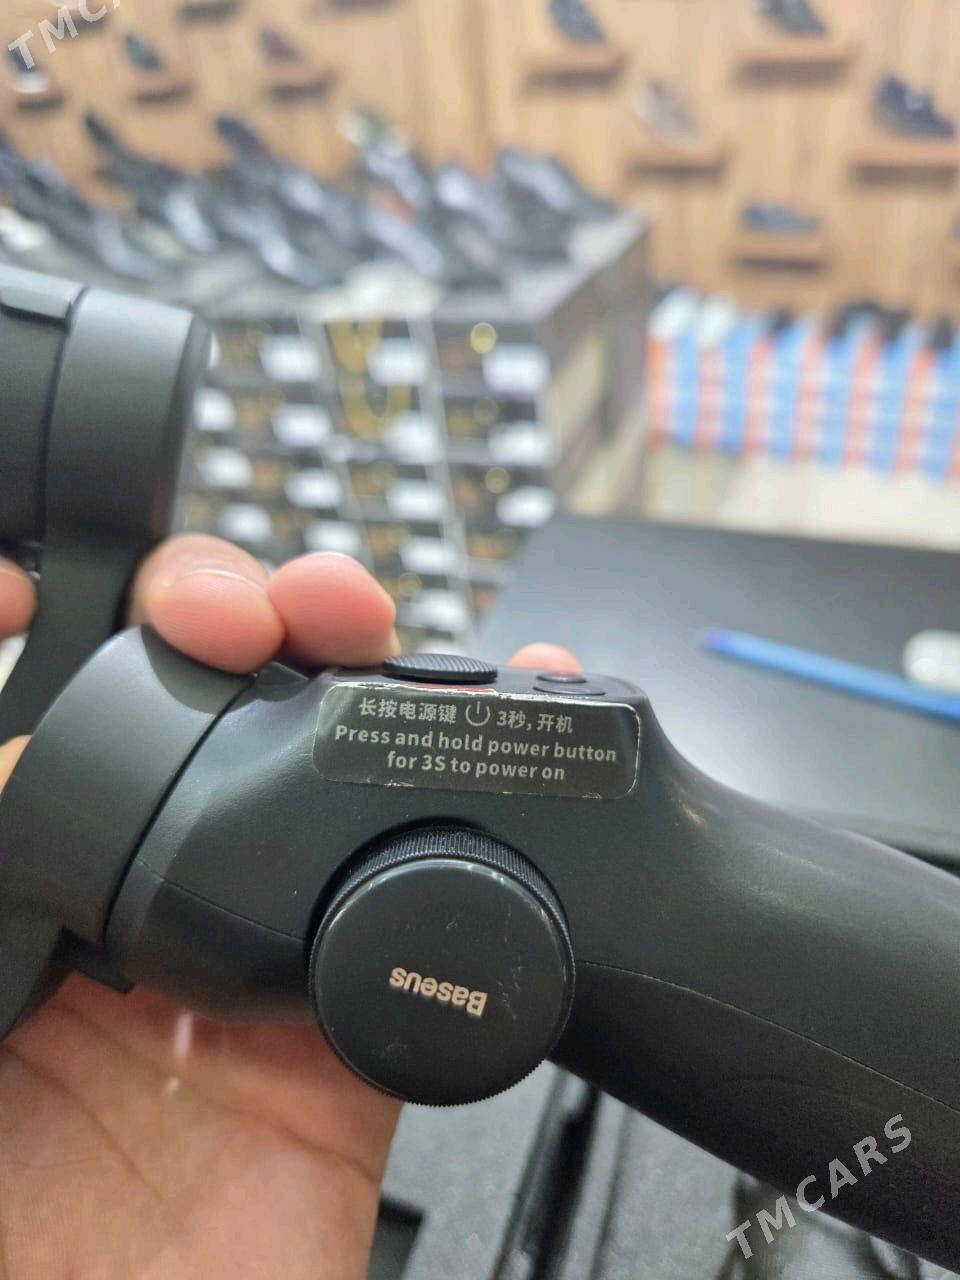 TMCA
长按电源键 3秒, 开机
Press and hold power button
for 3S to power on
Baseus
TMCARS